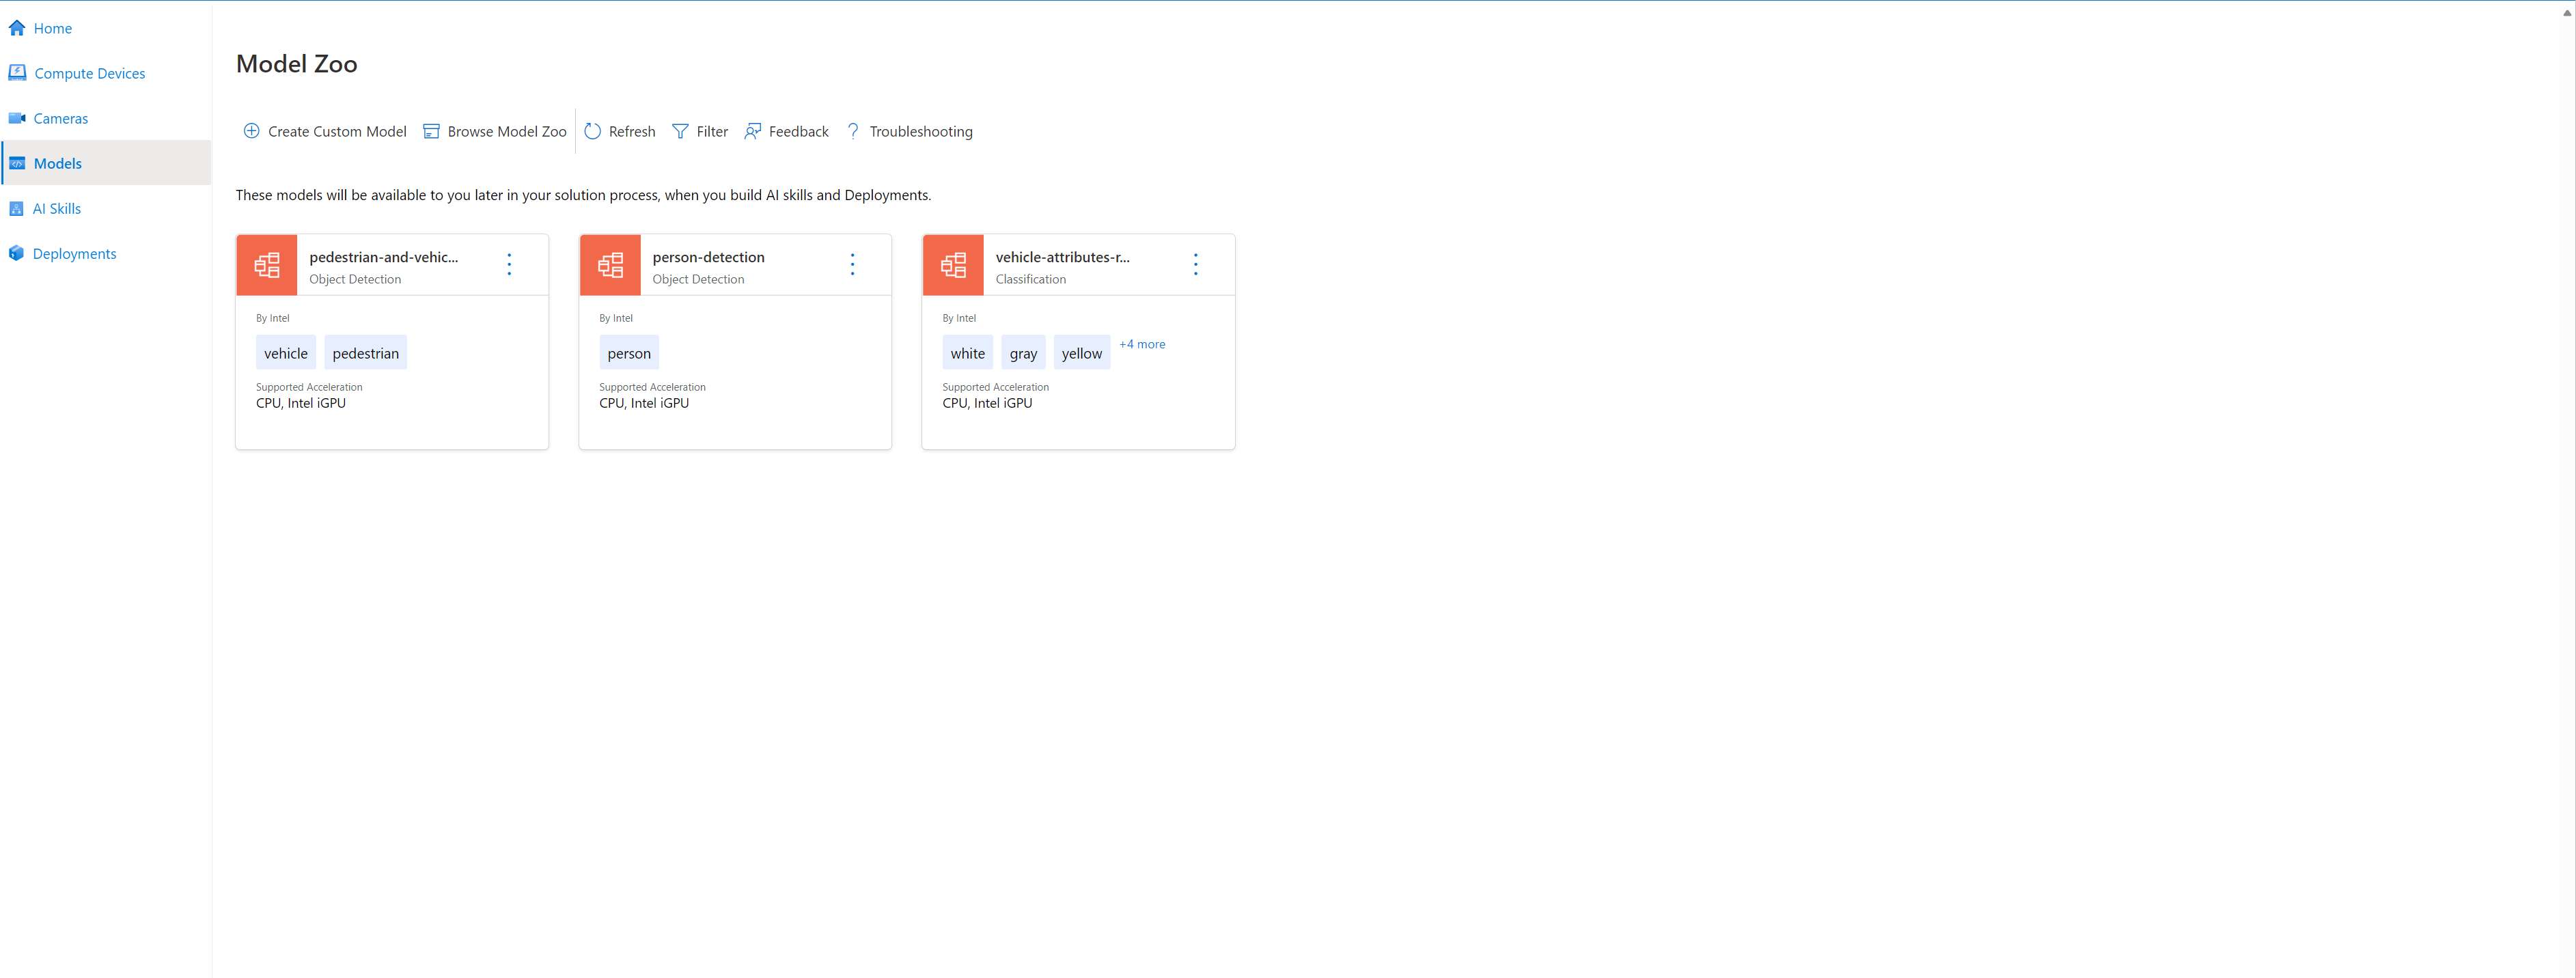 Home
Compute Devices
Cameras
Models
AI Skills
Deployments
Model Zoo
Create Custom Model
Browse Model Zoo
Refresh
Filter
Feedback
Troubleshooting
These models will be available to you later in your solution process, when you build AI skills and Deployments.
pedestrian-and-vehic...
Object Detection
By Intel
vehicle pedestrian
Supported Acceleration
CPU, Intel iGPU
person-detection
Object Detection
By Intel
person
Supported Acceleration
CPU, Intel iGPU
vehicle-attributes-r...
Classification
By Intel
white gray yellow +4 more
Supported Acceleration
CPU, Intel iGPU